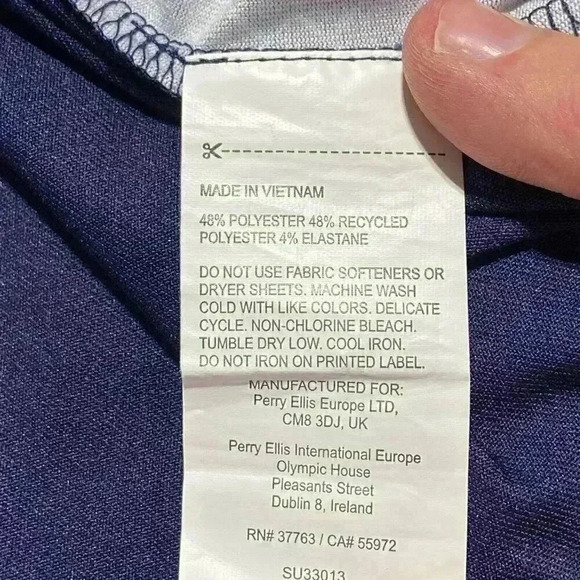 MADE IN VIETNAM
48% POLYESTER 48% RECYCLED
POLYESTER 4% ELASTANE
DO NOT USE FABRIC SOFTENERS OR
DRYER SHEETS. MACHINE WASH
COLD WITH LIKE COLORS. DELICATE
CYCLE. NON-CHLORINE BLEACH.
TUMBLE DRY LOW. COOL IRON.
DO NOT IRON ON PRINTED LABEL.
MANUFACTURED FOR:
Perry Ellis Europe LTD,
CM8 3DJ, UK
Perry Ellis International Europe
Olympic House
Pleasants Street
Dublin 8, Ireland
RN# 37763 / CA# 55972
SU33013